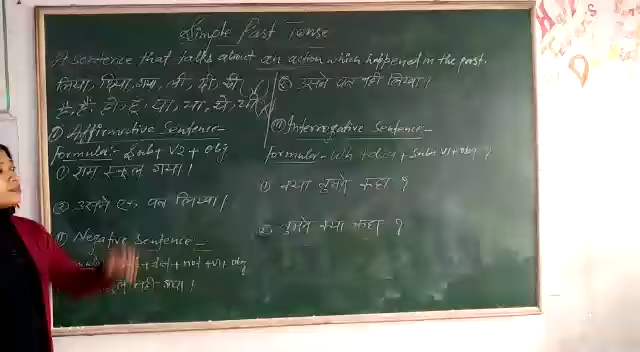 Simple Past Tense
A sentence that talks about an action which happened in the past.
लिया, दिया, गया, ली, दी, थी
② उसने पत्र नहीं लिखा।
है, हैं, हो, हूँ, था, या, थे, थी
① Affirmative Sentence-
Formula:- Sub + V2 + Obj
① राम स्कूल गया।
② उसने एक पत्र लिखा।
② Negative Sentence -
+ did + not + V1 + Obj
नहीं गया।
Interrogative Sentence:-
Formula:- Wh + did + Sub + V1 + Obj ?
① क्या तुमने कहा ?
② तुमने क्या कहा ?